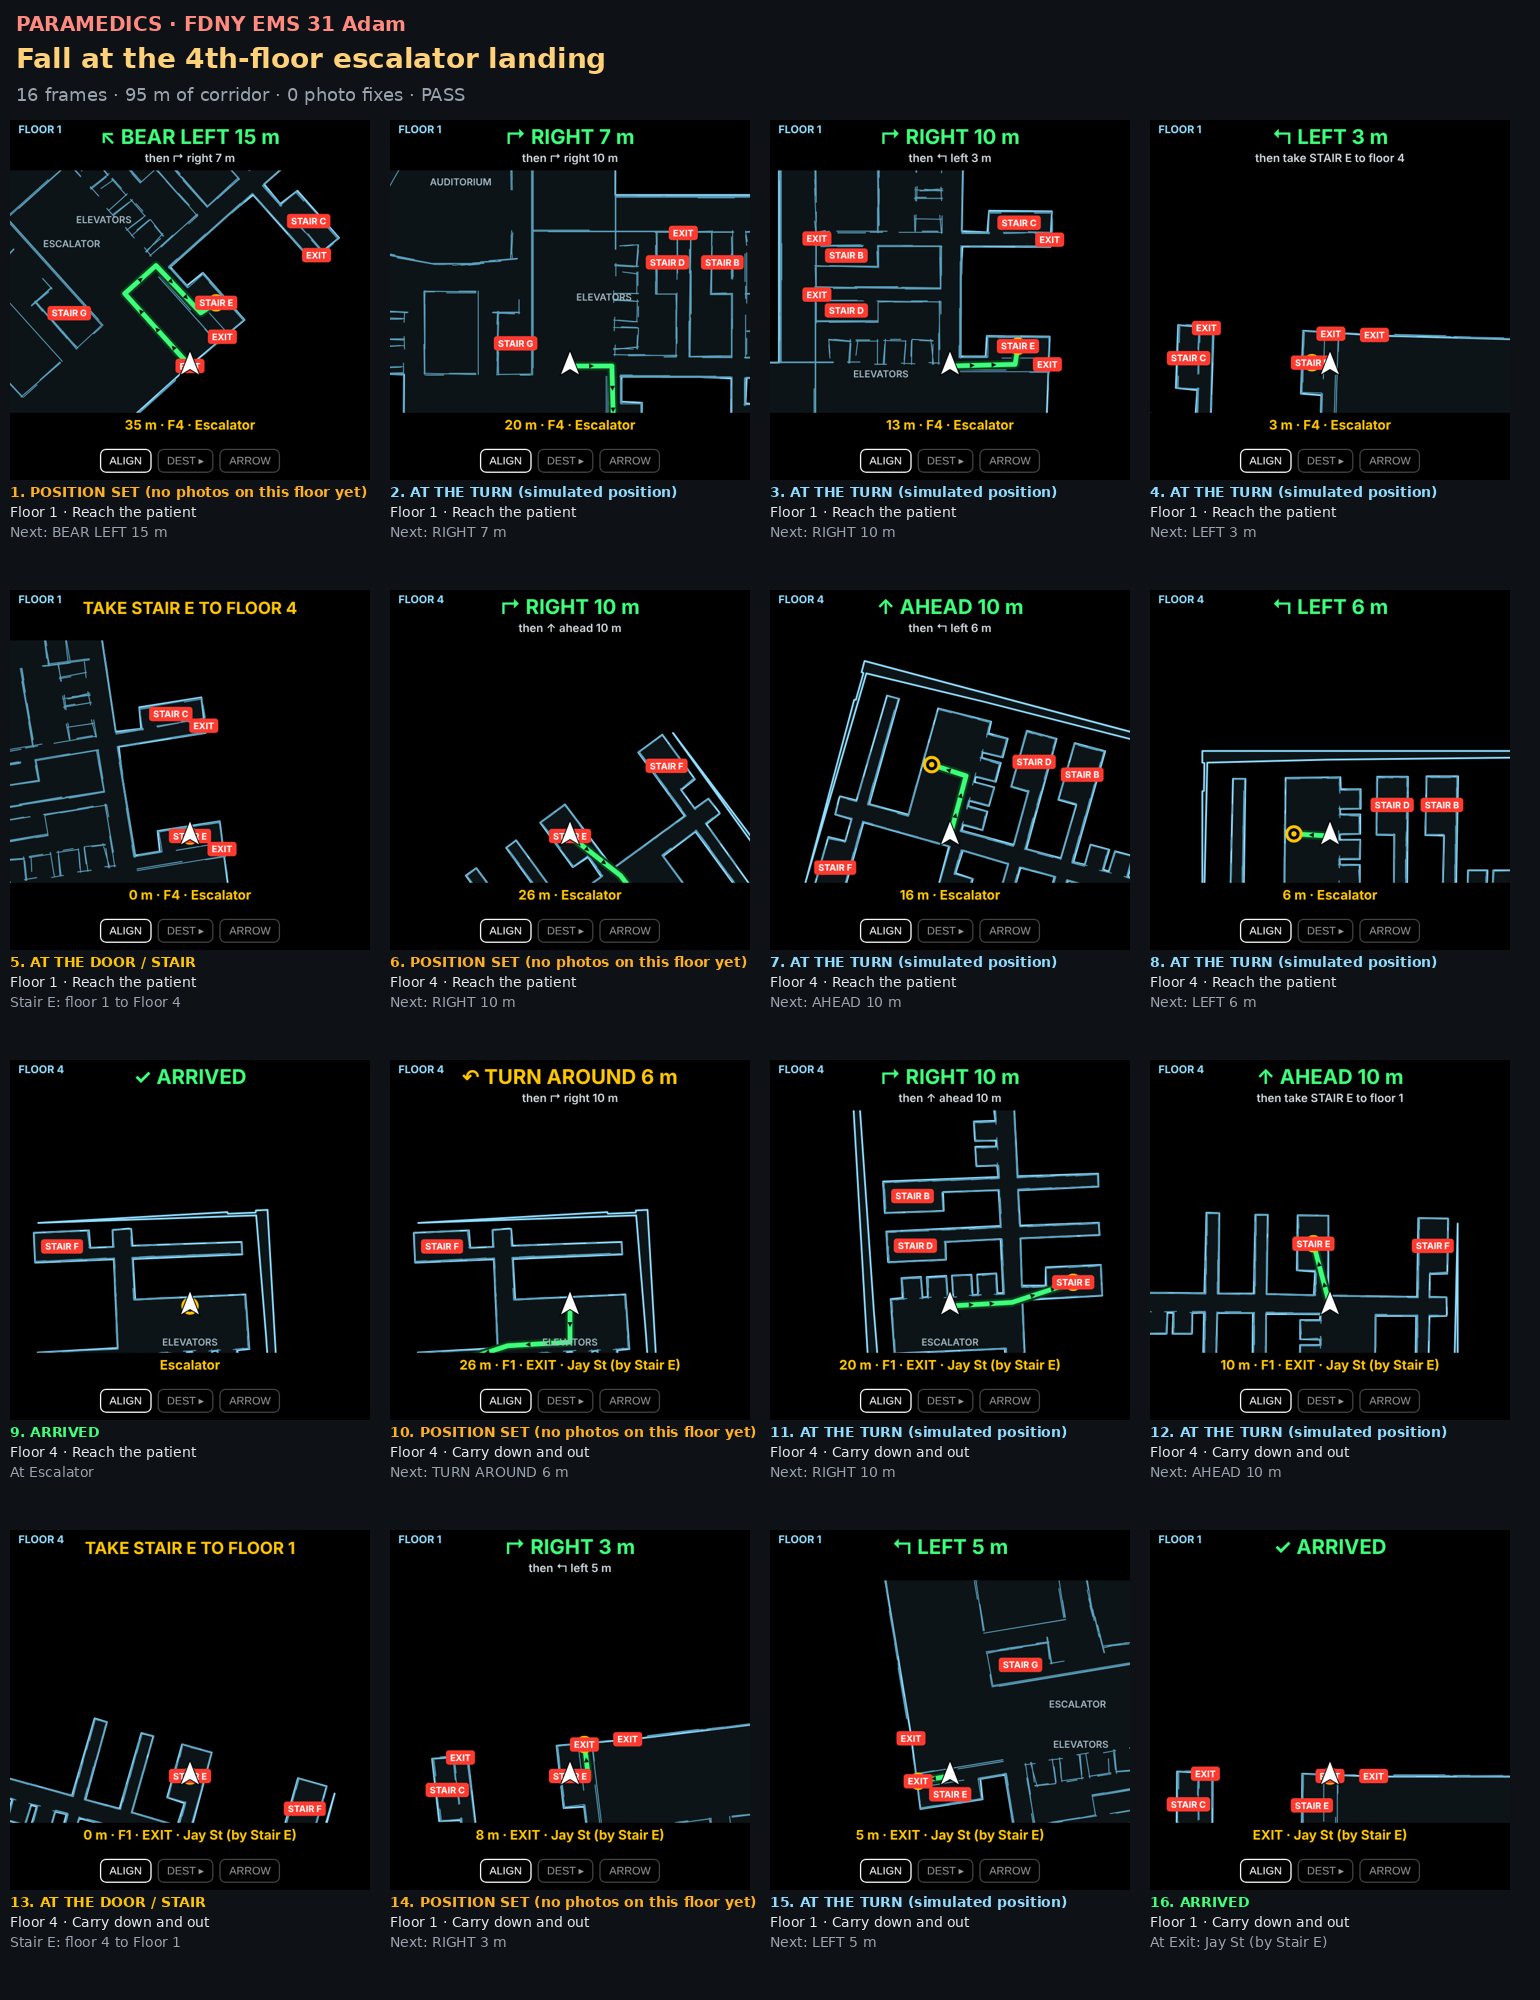 PARAMEDICS · FDNY EMS 31 Adam
Fall at the 4th-floor escalator landing
16 frames · 95 m of corridor · 0 photo fixes · PASS
FLOOR 1
↖ BEAR LEFT 15 m
then ↱ right 7 m
ELEVATORS
ESCALATOR
STAIR C
EXIT
STAIR E
STAIR G
EXIT
35 m · F4 · Escalator
ALIGN DEST ▸ ARROW
1. POSITION SET (no photos on this floor yet)
Floor 1 · Reach the patient
Next: BEAR LEFT 15 m
FLOOR 1
↱ RIGHT 7 m
then ↱ right 10 m
AUDITORIUM
EXIT
STAIR D STAIR B
ELEVATORS
STAIR G
20 m · F4 · Escalator
ALIGN DEST ▸ ARROW
2. AT THE TURN (simulated position)
Floor 1 · Reach the patient
Next: RIGHT 7 m
FLOOR 1
↱ RIGHT 10 m
then ↰ left 3 m
STAIR C
EXIT
EXIT
STAIR B
EXIT
STAIR D
STAIR E
EXIT
ELEVATORS
13 m · F4 · Escalator
ALIGN DEST ▸ ARROW
3. AT THE TURN (simulated position)
Floor 1 · Reach the patient
Next: RIGHT 10 m
FLOOR 1
↰ LEFT 3 m
then take STAIR E to floor 4
EXIT EXIT EXIT
STAIR C
3 m · F4 · Escalator
ALIGN DEST ▸ ARROW
4. AT THE TURN (simulated position)
Floor 1 · Reach the patient
Next: LEFT 3 m
FLOOR 1
TAKE STAIR E TO FLOOR 4
STAIR C
EXIT
EXIT
0 m · F4 · Escalator
ALIGN DEST ▸ ARROW
5. AT THE DOOR / STAIR
Floor 1 · Reach the patient
Stair E: floor 1 to Floor 4
FLOOR 4
↱ RIGHT 10 m
then ↑ ahead 10 m
STAIR F
26 m · Escalator
ALIGN DEST ▸ ARROW
6. POSITION SET (no photos on this floor yet)
Floor 4 · Reach the patient
Next: RIGHT 10 m
FLOOR 4
↑ AHEAD 10 m
then ↰ left 6 m
STAIR D
STAIR B
STAIR F
16 m · Escalator
ALIGN DEST ▸ ARROW
7. AT THE TURN (simulated position)
Floor 4 · Reach the patient
Next: AHEAD 10 m
FLOOR 4
↰ LEFT 6 m
STAIR D STAIR B
6 m · Escalator
ALIGN DEST ▸ ARROW
8. AT THE TURN (simulated position)
Floor 4 · Reach the patient
Next: LEFT 6 m
FLOOR 4
✓ ARRIVED
STAIR F
ELEVATORS
Escalator
ALIGN DEST ▸ ARROW
9. ARRIVED
Floor 4 · Reach the patient
At Escalator
FLOOR 4
↶ TURN AROUND 6 m
then ↱ right 10 m
STAIR F
ELEVATORS
26 m · F1 · EXIT · Jay St (by Stair E)
ALIGN DEST ▸ ARROW
10. POSITION SET (no photos on this floor yet)
Floor 4 · Carry down and out
Next: TURN AROUND 6 m
FLOOR 4
↱ RIGHT 10 m
then ↑ ahead 10 m
STAIR B
STAIR D
STAIR E
ESCALATOR
20 m · F1 · EXIT · Jay St (by Stair E)
ALIGN DEST ▸ ARROW
11. AT THE TURN (simulated position)
Floor 4 · Carry down and out
Next: RIGHT 10 m
FLOOR 4
↑ AHEAD 10 m
then take STAIR E to floor 1
STAIR E STAIR F
10 m · F1 · EXIT · Jay St (by Stair E)
ALIGN DEST ▸ ARROW
12. AT THE TURN (simulated position)
Floor 4 · Carry down and out
Next: AHEAD 10 m
FLOOR 4
TAKE STAIR E TO FLOOR 1
STAIR F
0 m · F1 · EXIT · Jay St (by Stair E)
ALIGN DEST ▸ ARROW
13. AT THE DOOR / STAIR
Floor 4 · Carry down and out
Stair E: floor 4 to Floor 1
FLOOR 1
↱ RIGHT 3 m
then ↰ left 5 m
EXIT EXIT EXIT
STAIR C
8 m · EXIT · Jay St (by Stair E)
ALIGN DEST ▸ ARROW
14. POSITION SET (no photos on this floor yet)
Floor 1 · Carry down and out
Next: RIGHT 3 m
FLOOR 1
↰ LEFT 5 m
STAIR G
ESCALATOR
EXIT
ELEVATORS
EXIT
STAIR E
5 m · EXIT · Jay St (by Stair E)
ALIGN DEST ▸ ARROW
15. AT THE TURN (simulated position)
Floor 1 · Carry down and out
Next: LEFT 5 m
FLOOR 1
✓ ARRIVED
EXIT EXIT
STAIR C STAIR E
EXIT · Jay St (by Stair E)
ALIGN DEST ▸ ARROW
16. ARRIVED
Floor 1 · Carry down and out
At Exit: Jay St (by Stair E)